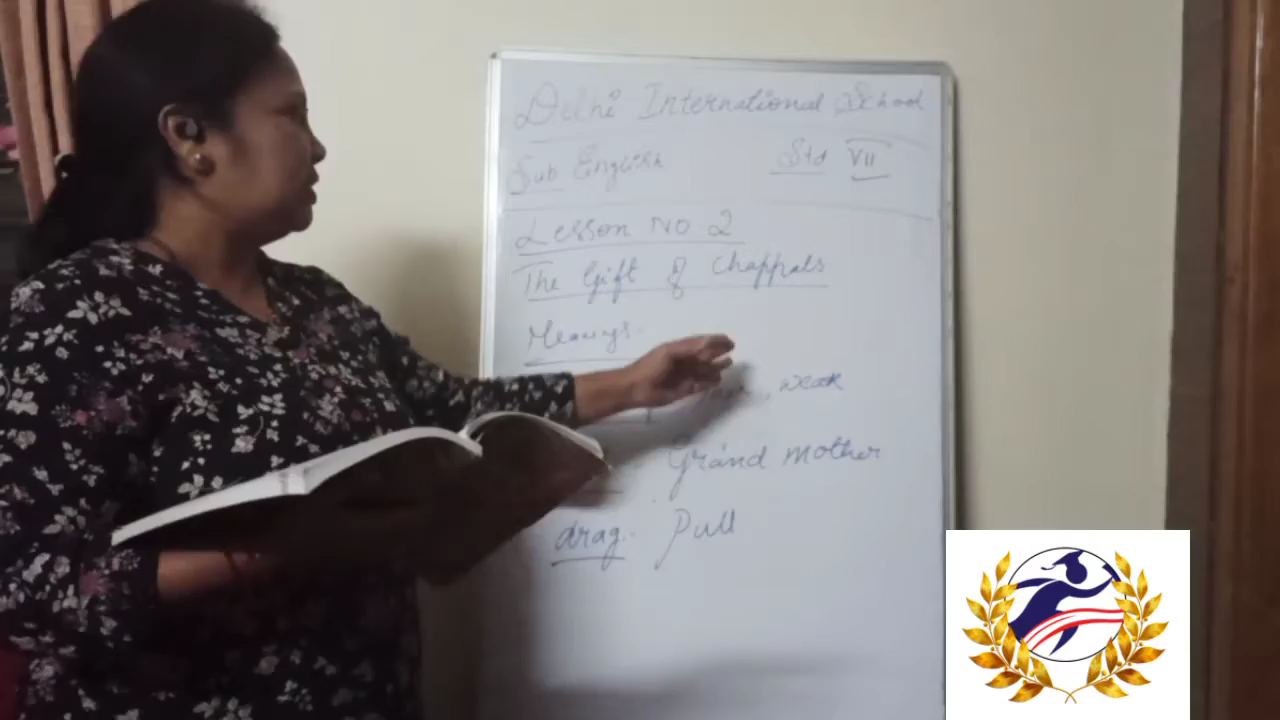 Delhi International School
Sub English Std VII
Lesson No 2
The Gift of Chappals
Meanings.
, weak
Grand mother
drag:- Pull